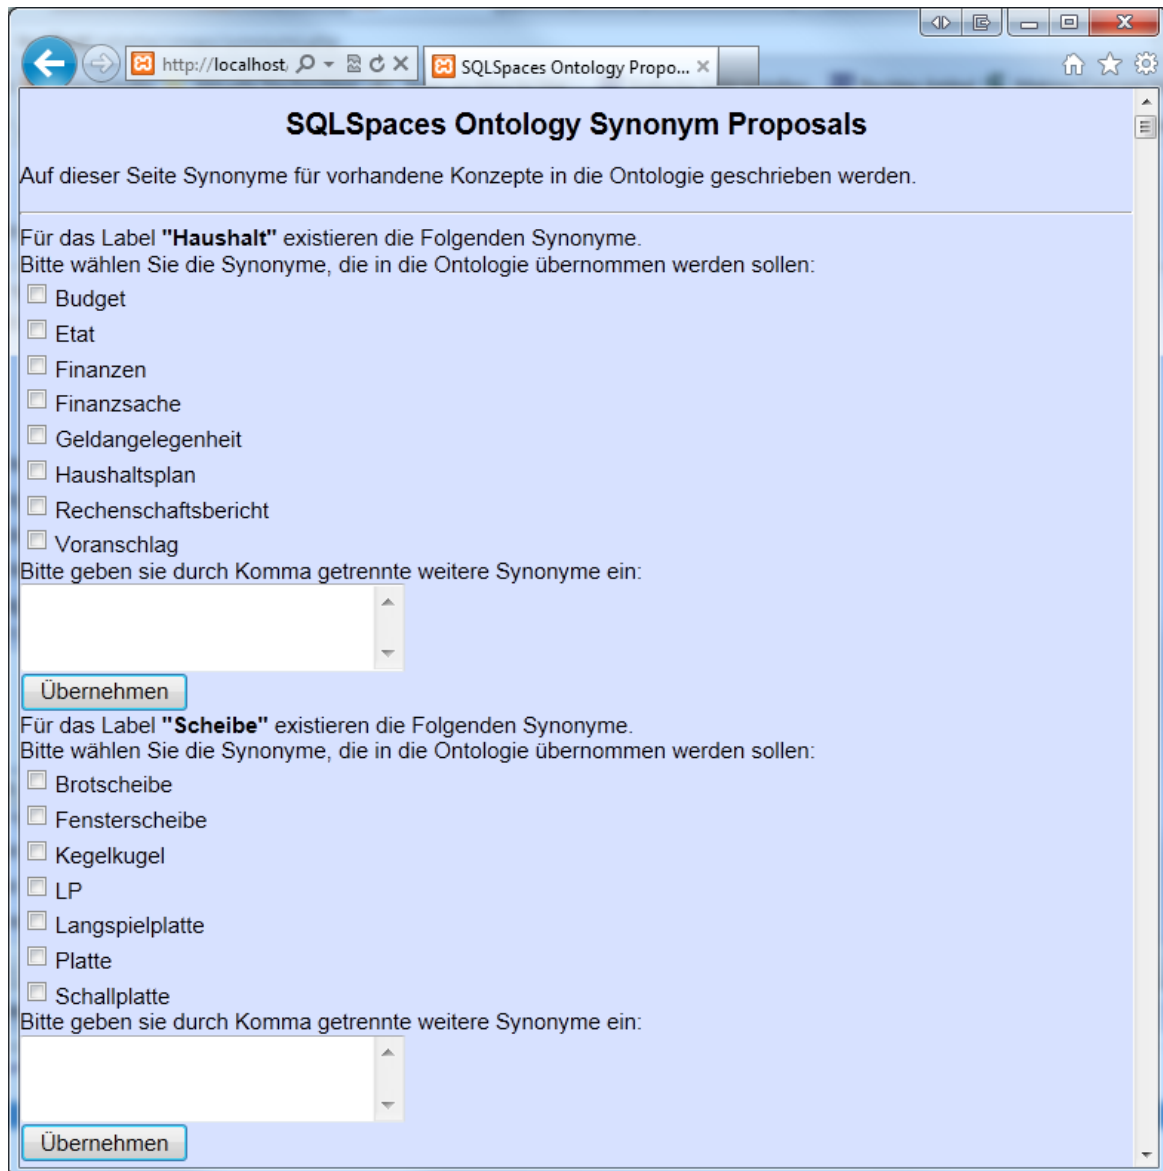 http://localhost,
SQLSpaces Ontology Propo...
SQLSpaces Ontology Synonym Proposals
Auf dieser Seite Synonyme für vorhandene Konzepte in die Ontologie geschrieben werden.
Für das Label "Haushalt" existieren die Folgenden Synonyme.
Bitte wählen Sie die Synonyme, die in die Ontologie übernommen werden sollen:
Budget
Etat
Finanzen
Finanzsache
Geldangelegenheit
Haushaltsplan
Rechenschaftsbericht
Voranschlag
Bitte geben sie durch Komma getrennte weitere Synonyme ein:
Übernehmen
Für das Label "Scheibe" existieren die Folgenden Synonyme.
Bitte wählen Sie die Synonyme, die in die Ontologie übernommen werden sollen:
Brotscheibe
Fensterscheibe
Kegelkugel
LP
Langspielplatte
Platte
Schallplatte
Bitte geben sie durch Komma getrennte weitere Synonyme ein:
Übernehmen